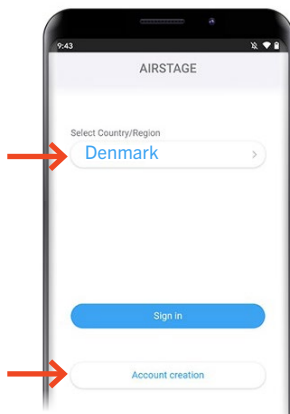 9:43
AIRSTAGE
Select Country/Region
Denmark
Sign in
Account creation